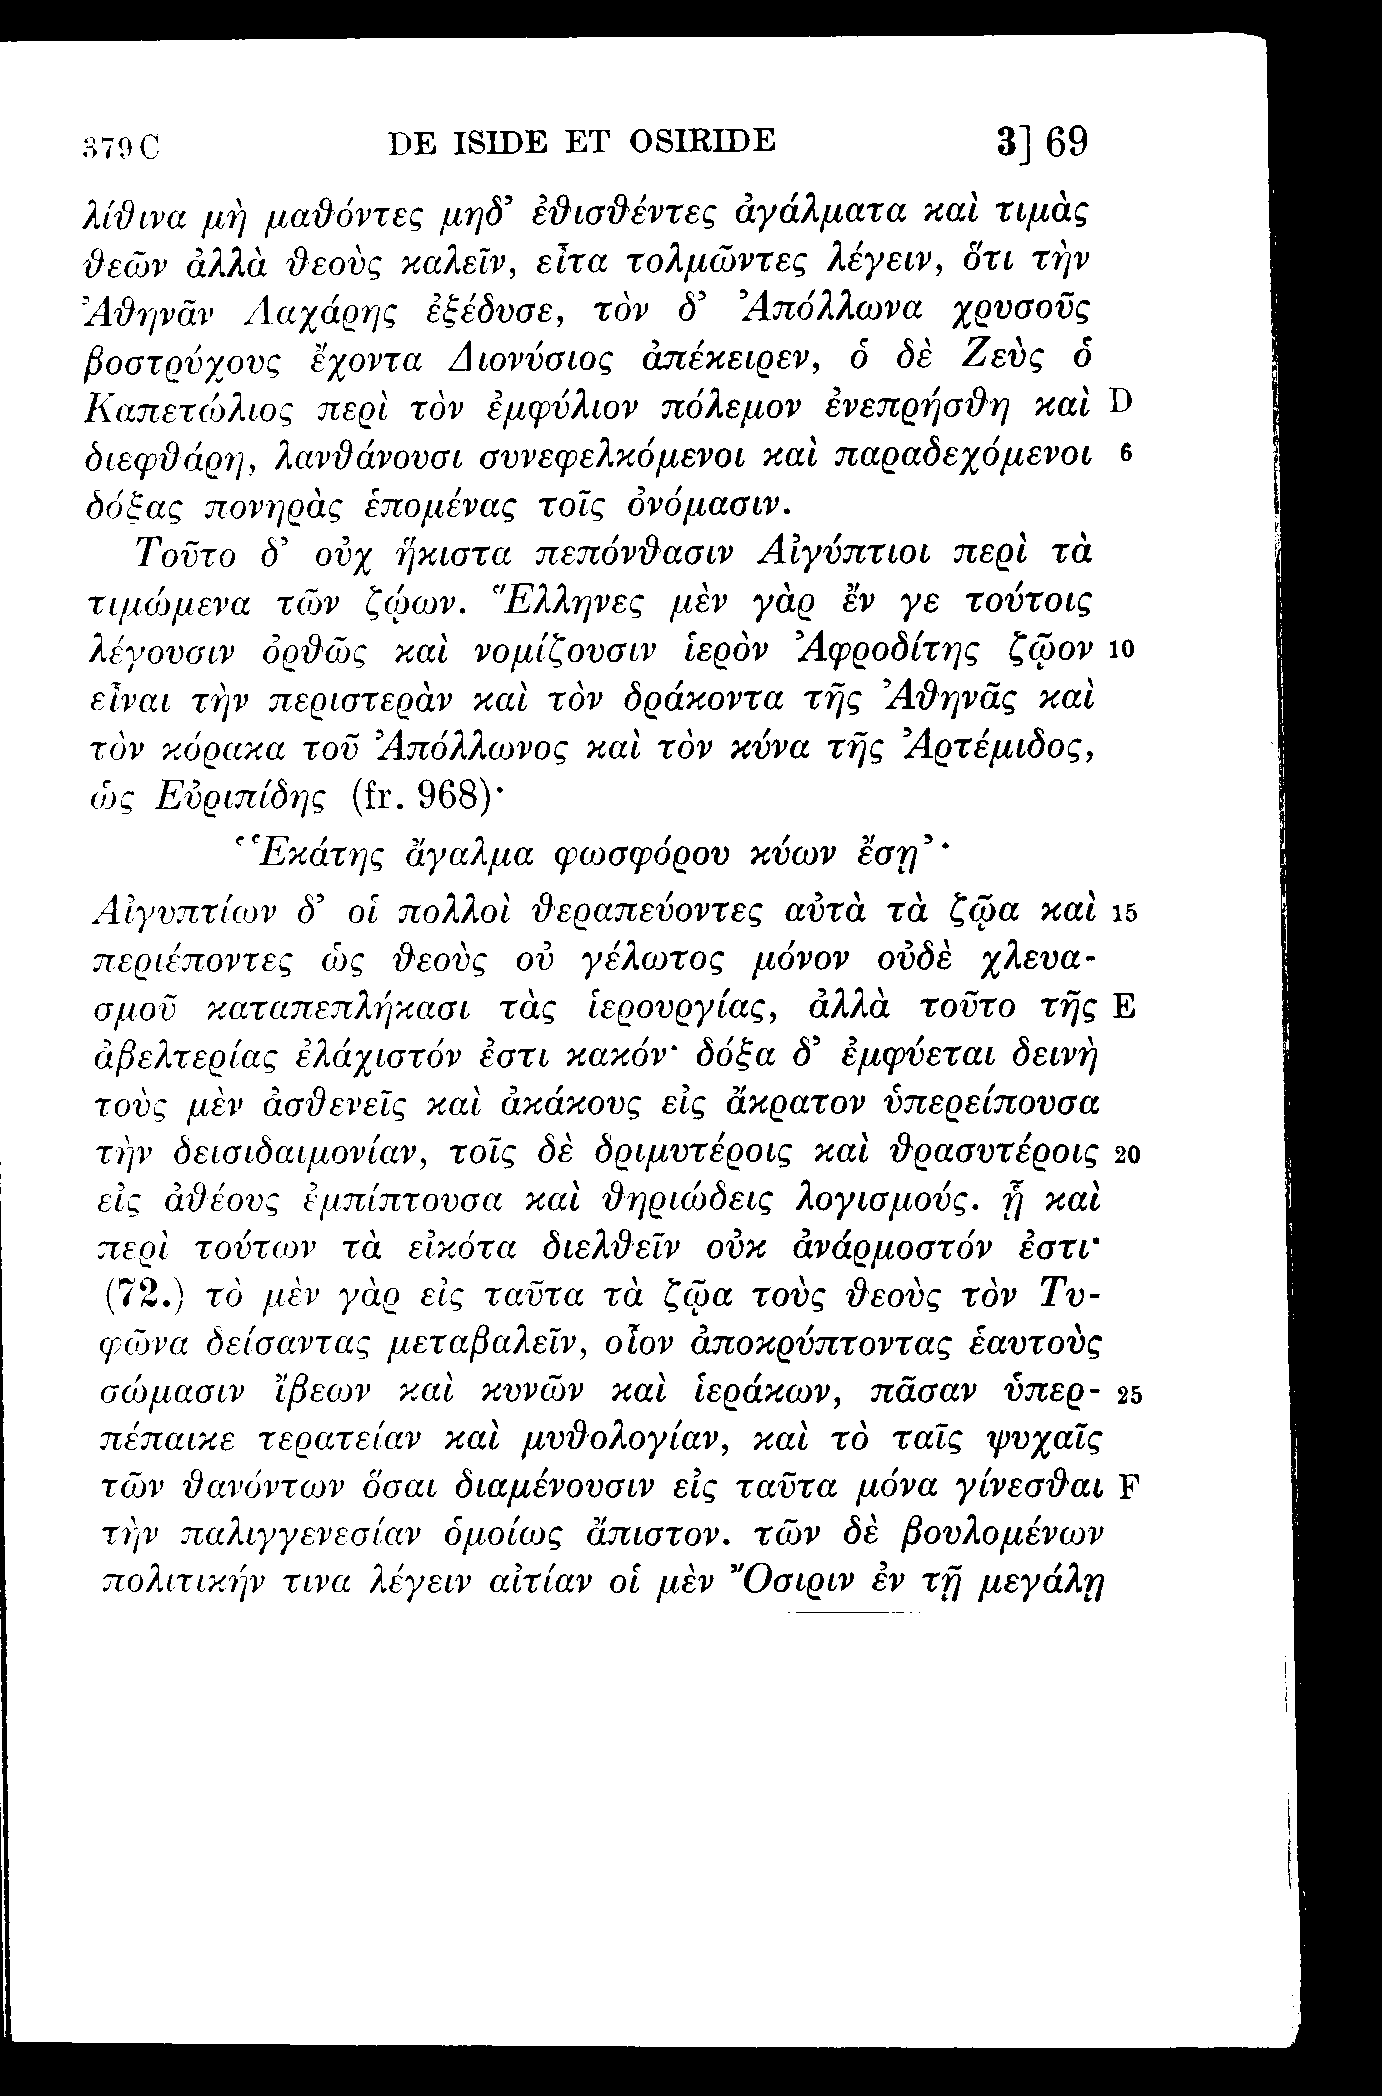 379 C DE ISIDE ET OSIRIDE 3] 69
λίθινα μὴ μαθόντες μηδ’ ἐθισθέντες ἀγάλματα καὶ τιμὰς
θεῶν ἀλλὰ θεοὺς καλεῖν, εἶτα τολμῶντες λέγειν, ὅτι τὴν
Ἀθηνᾶν Λαχάρης ἐξέδυσε, τὸν δ’ Ἀπόλλωνα χρυσοῦς
βοστρύχους ἔχοντα Διονύσιος ἀπέκειρεν, ὁ δὲ Ζεὺς ὁ
Καπετώλιος περὶ τὸν ἐμφύλιον πόλεμον ἐνεπρήσθη καὶ D
διεφθάρη, λανθάνουσι συνεφελκόμενοι καὶ παραδεχόμενοι 6
δόξας πονηρὰς ἑπομένας τοῖς ὀνόμασιν.
Τοῦτο δ’ οὐχ ἥκιστα πεπόνθασιν Αἰγύπτιοι περὶ τὰ
τιμώμενα τῶν ζῴων. Ἕλληνες μὲν γὰρ ἔν γε τούτοις
λέγουσιν ὀρθῶς καὶ νομίζουσιν ἱερὸν Ἀφροδίτης ζῷον 10
εἶναι τὴν περιστερὰν καὶ τὸν δράκοντα τῆς Ἀθηνᾶς καὶ
τὸν κόρακα τοῦ Ἀπόλλωνος καὶ τὸν κύνα τῆς Ἀρτέμιδος,
ὡς Εὐριπίδης (fr. 968)·
‘Ἑκάτης ἄγαλμα φωσφόρου κύων ἔσῃ’·
Αἰγυπτίων δ’ οἱ πολλοὶ θεραπεύοντες αὐτὰ τὰ ζῷα καὶ 15
περιέποντες ὡς θεοὺς οὐ γέλωτος μόνον οὐδὲ χλευα-
σμοῦ καταπεπλήκασι τὰς ἱερουργίας, ἀλλὰ τοῦτο τῆς E
ἀβελτερίας ἐλάχιστόν ἐστι κακόν· δόξα δ’ ἐμφύεται δεινὴ
τοὺς μὲν ἀσθενεῖς καὶ ἀκάκους εἰς ἄκρατον ὑπερείπουσα
τὴν δεισιδαιμονίαν, τοῖς δὲ δριμυτέροις καὶ θρασυτέροις 20
εἰς ἀθέους ἐμπίπτουσα καὶ θηριώδεις λογισμούς. ᾗ καὶ
περὶ τούτων τὰ εἰκότα διελθεῖν οὐκ ἀνάρμοστόν ἐστι·
(72.) τὸ μὲν γὰρ εἰς ταῦτα τὰ ζῷα τοὺς θεοὺς τὸν Τυ-
φῶνα δείσαντας μεταβαλεῖν, οἷον ἀποκρύπτοντας ἑαυτοὺς
σώμασιν ἴβεων καὶ κυνῶν καὶ ἱεράκων, πᾶσαν ὑπερ- 25
πέπαικε τερατείαν καὶ μυθολογίαν, καὶ τὸ ταῖς ψυχαῖς
τῶν θανόντων ὅσαι διαμένουσιν εἰς ταῦτα μόνα γίνεσθαι F
τὴν παλιγγενεσίαν ὁμοίως ἄπιστον. τῶν δὲ βουλομένων
πολιτικήν τινα λέγειν αἰτίαν οἱ μὲν Ὄσιριν ἐν τῇ μεγάλῃ